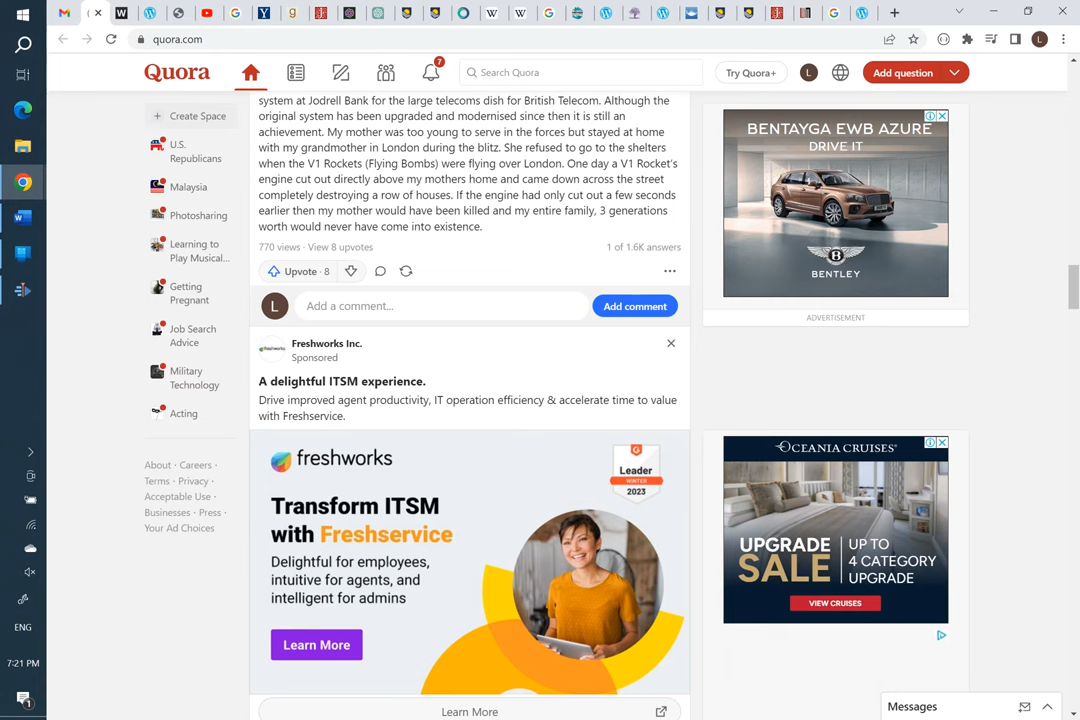 quora.com
Quora
7
Search Quora
Try Quora+
L
Add question
L
Create Space
U.S.
Republicans
Malaysia
Photosharing
Learning to
Play Musical...
Getting
Pregnant
Job Search
Advice
Military
Technology
Acting
About · Careers ·
Terms · Privacy ·
Acceptable Use ·
Businesses · Press ·
Your Ad Choices
system at Jodrell Bank for the large telecoms dish for British Telecom. Although the
original system has been upgraded and modernised since then it is still an
achievement. My mother was too young to serve in the forces but stayed at home
with my grandmother in London during the blitz. She refused to go to the shelters
when the V1 Rockets (Flying Bombs) were flying over London. One day a V1 Rocket's
engine cut out directly above my mothers home and came down across the street
completely destroying a row of houses. If the engine had only cut out a few seconds
earlier then my mother would have been killed and my entire family, 3 generations
worth would never have come into existence.
770 views · View 8 upvotes
1 of 1.6K answers
Upvote · 8
L
Add a comment...
Add comment
Freshworks Inc.
Sponsored
A delightful ITSM experience.
Drive improved agent productivity, IT operation efficiency & accelerate time to value
with Freshservice.
freshworks
Leader
WINTER
2023
Transform ITSM
with Freshservice
Delightful for employees,
intuitive for agents, and
intelligent for admins
Learn More
Learn More
BENTAYGA EWB AZURE
DRIVE IT
B
BENTLEY
ADVERTISEMENT
OCEANIA CRUISES®
UPGRADE
SALE
UP TO
4 CATEGORY
UPGRADE
VIEW CRUISES
Messages
ENG
7:21 PM
1